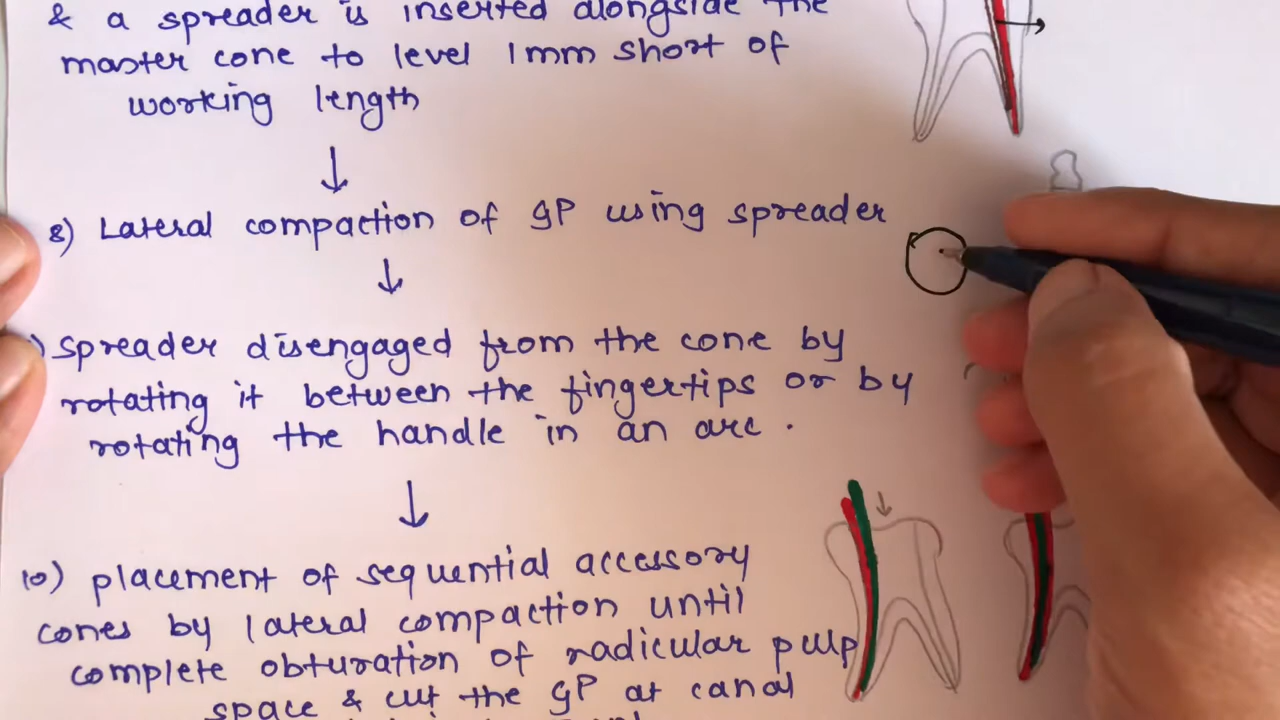 & a spreader is inserted alongside the
master cone to level 1mm short of
working length
8) Lateral compaction of GP using spreader
spreader disengaged from the cone by
rotating it between the fingertips or by
rotating the handle in an arc.
10) placement of sequential accessory
cones by lateral compaction until
complete obturation of radicular pulp
space & cut the GP at canal